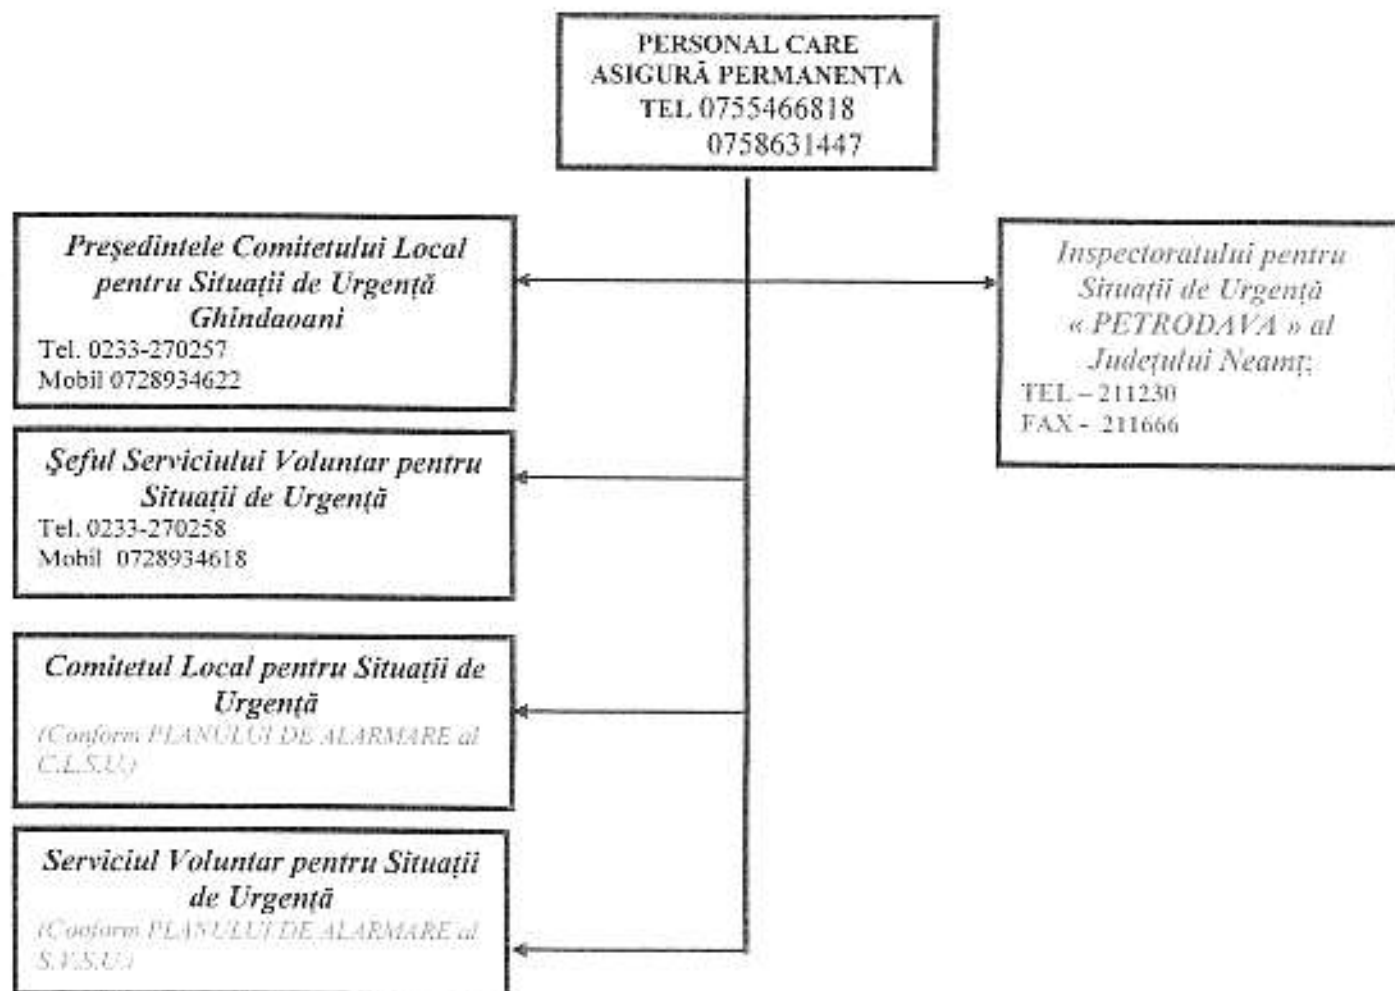 PERSONAL CARE
ASIGURĂ PERMANENȚA
TEL 0755466818
0758631447
Preşedintele Comitetului Local
pentru Situații de Urgență
Ghindaoani
Tel. 0233-270257
Mobil 0728934622
Inspectoratului pentru
Situații de Urgență
« PETRODAVA » al
Județului Neamț;
TEL – 211230
FAX - 211666
Şeful Serviciului Voluntar pentru
Situații de Urgență
Tel. 0233-270258
Mobil 0728934618
Comitetul Local pentru Situații de
Urgență
(Conform PLANULUI DE ALARMARE al
C.L.S.U.)
Serviciul Voluntar pentru Situații
de Urgență
(Conform PLANULUI DE ALARMARE al
S.V.S.U.)